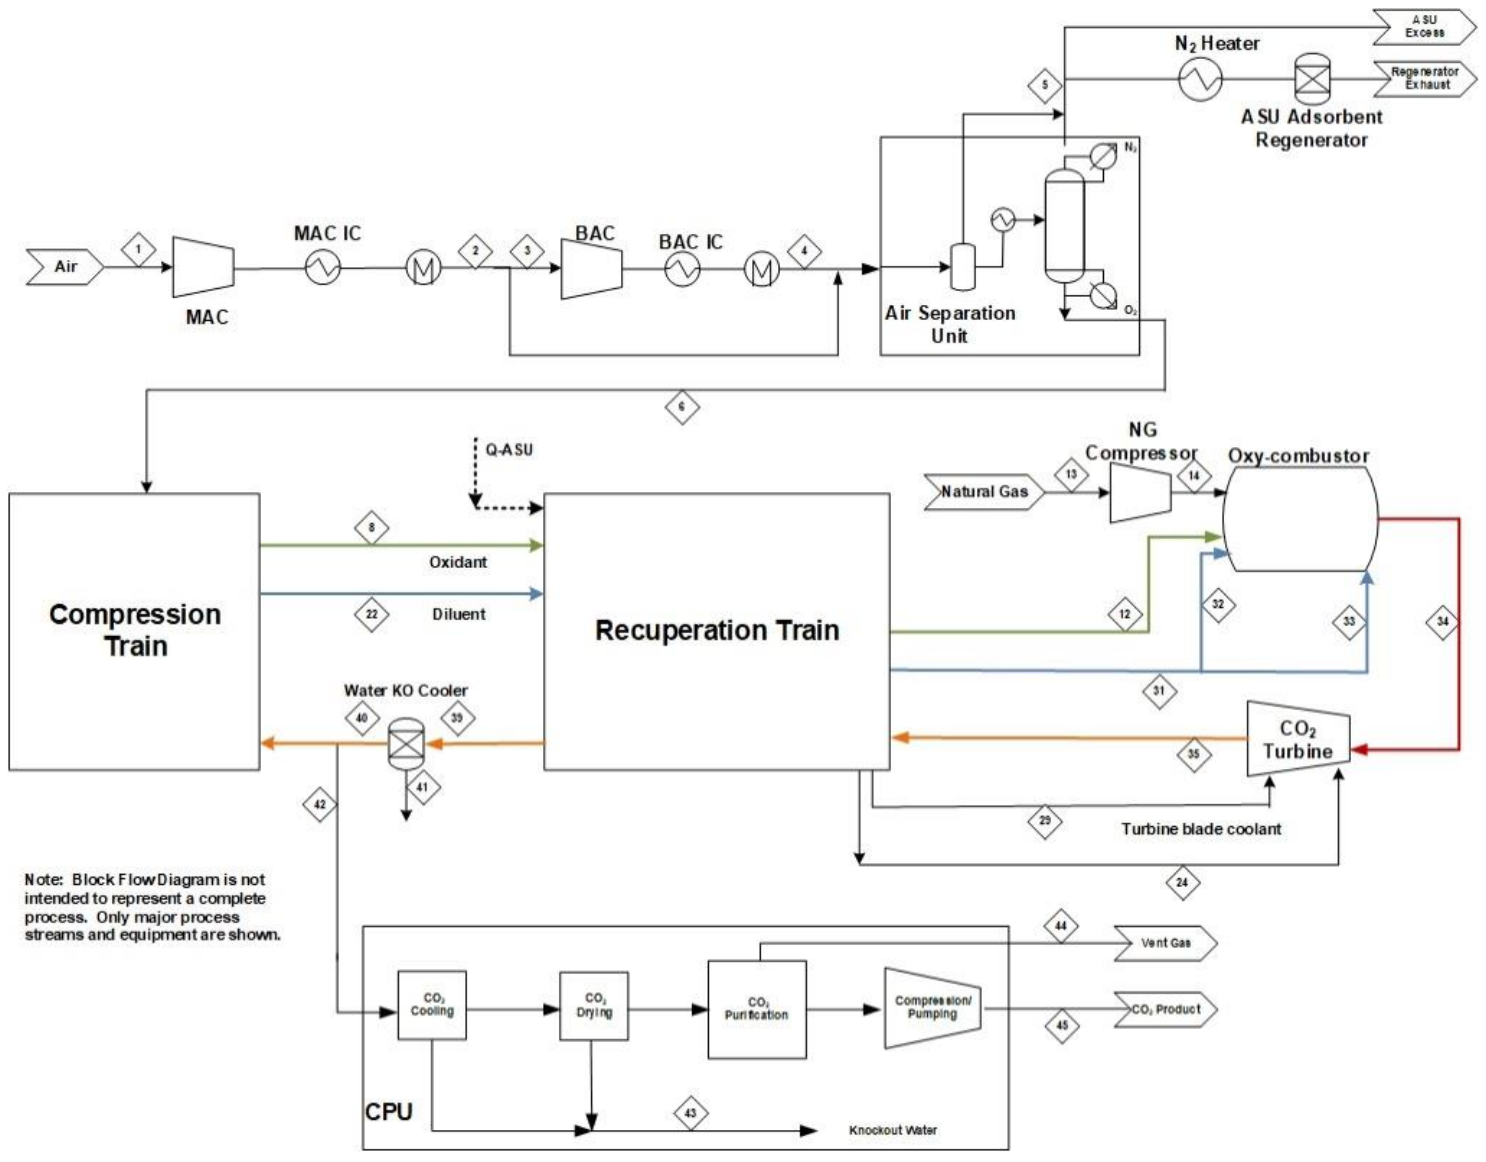 ASU
Excess
N₂ Heater
5
Regenerator
Exhaust
ASU Adsorbent
Regenerator
N₂
MAC IC
BAC
BAC IC
1
2
3
4
Air
M
M
MAC
Air Separation
Unit
O₂
6
NG
Compressor
Oxy-combustor
Q-ASU
13
14
Natural Gas
8
Oxidant
Compression
Train
22
Diluent
Recuperation Train
12
32
33
34
31
Water KO Cooler
40
39
CO₂
Turbine
35
41
42
29
Turbine blade coolant
24
Note: Block Flow Diagram is not
intended to represent a complete
process. Only major process
streams and equipment are shown.
44
Vent Gas
CO₂
Cooling
CO₂
Drying
CO₂
Purification
Compression/
Pumping
CO₂ Product
45
CPU
43
Knockout Water